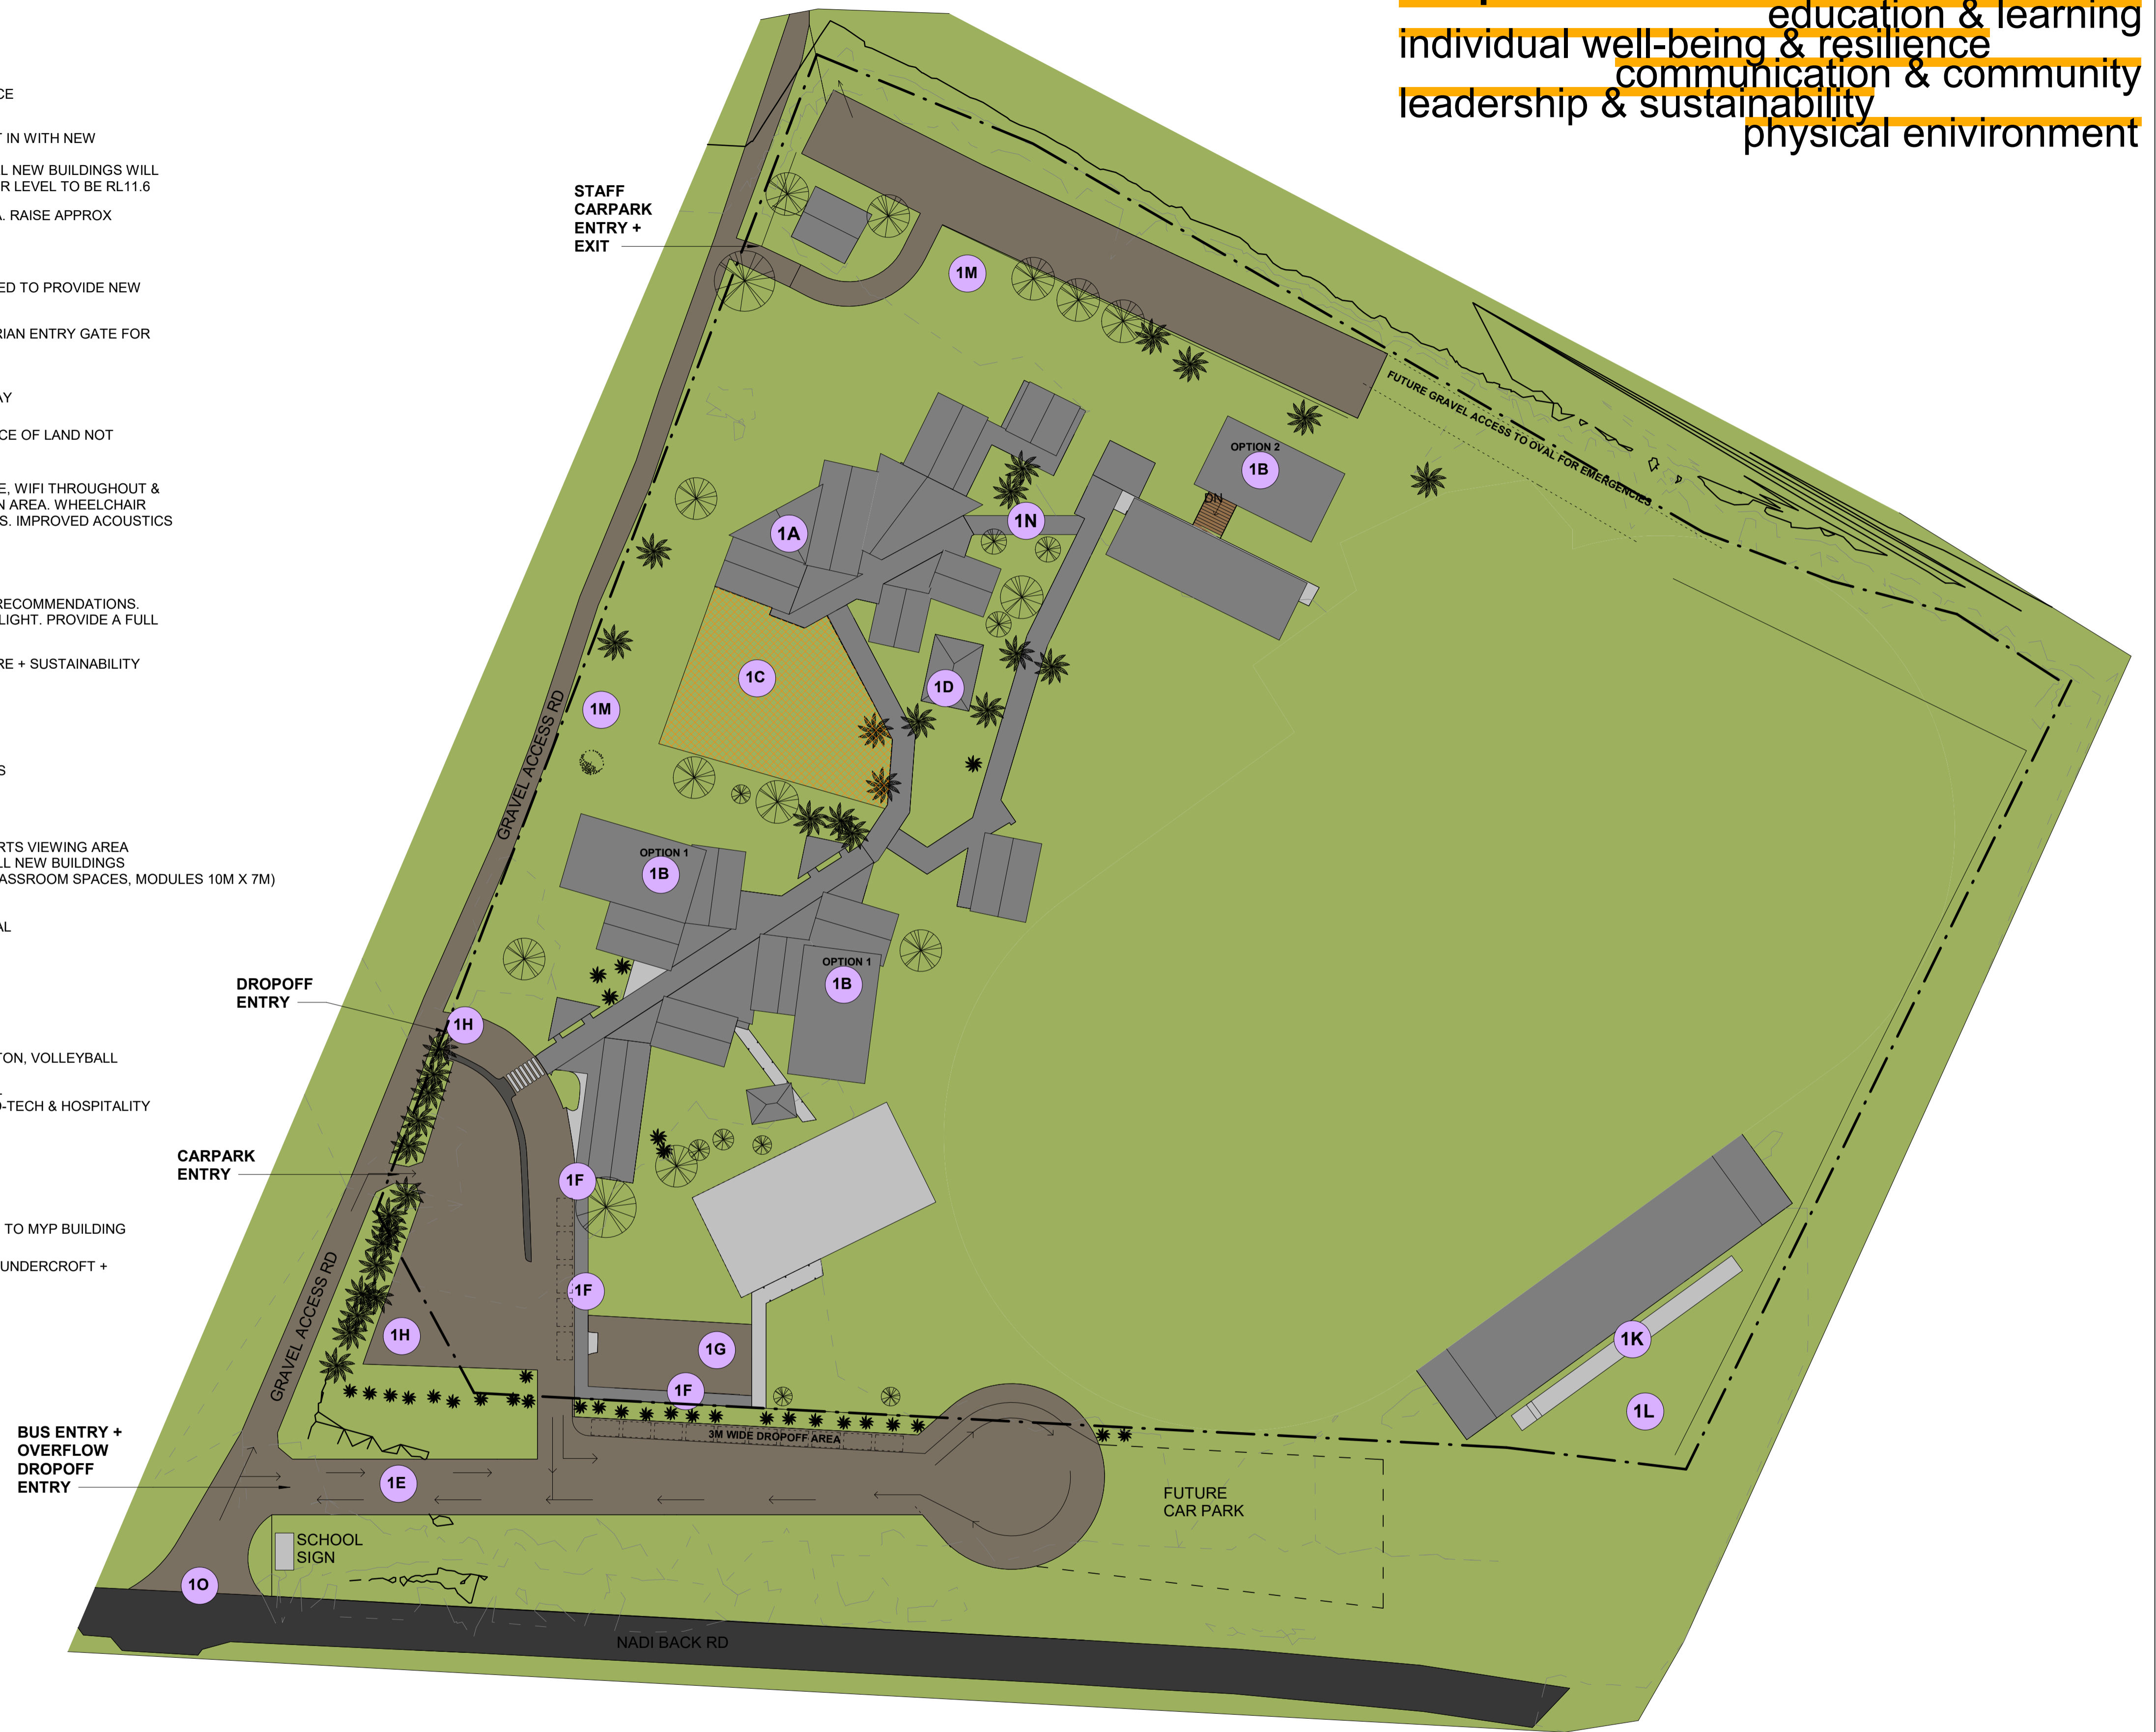 education & learning
individual well-being & resilience
communication & community
leadership & sustainability
physical enivironment
CE
T IN WITH NEW
L NEW BUILDINGS WILL
R LEVEL TO BE RL11.6
A. RAISE APPROX
ED TO PROVIDE NEW
RIAN ENTRY GATE FOR
AY
CE OF LAND NOT
E, WIFI THROUGHOUT &
N AREA. WHEELCHAIR
S. IMPROVED ACOUSTICS
RECOMMENDATIONS.
LIGHT. PROVIDE A FULL
RE + SUSTAINABILITY
S
RTS VIEWING AREA
LL NEW BUILDINGS
ASSROOM SPACES, MODULES 10M X 7M)
AL
TON, VOLLEYBALL
D-TECH & HOSPITALITY
TO MYP BUILDING
UNDERCROFT +
STAFF
CARPARK
ENTRY +
EXIT
1M
FUTURE GRAVEL ACCESS TO OVAL FOR EMERGENCIES
OPTION 2
1B
DN
1N
1A
1C
1D
1M
GRAVEL ACCESS RD
OPTION 1
1B
OPTION 1
1B
DROPOFF
ENTRY
1H
CARPARK
ENTRY
1F
1F
GRAVEL ACCESS RD
1H
1G
1F
1K
1L
3M WIDE DROPOFF AREA
BUS ENTRY +
OVERFLOW
DROPOFF
ENTRY
1E
FUTURE
CAR PARK
SCHOOL
SIGN
1O
NADI BACK RD